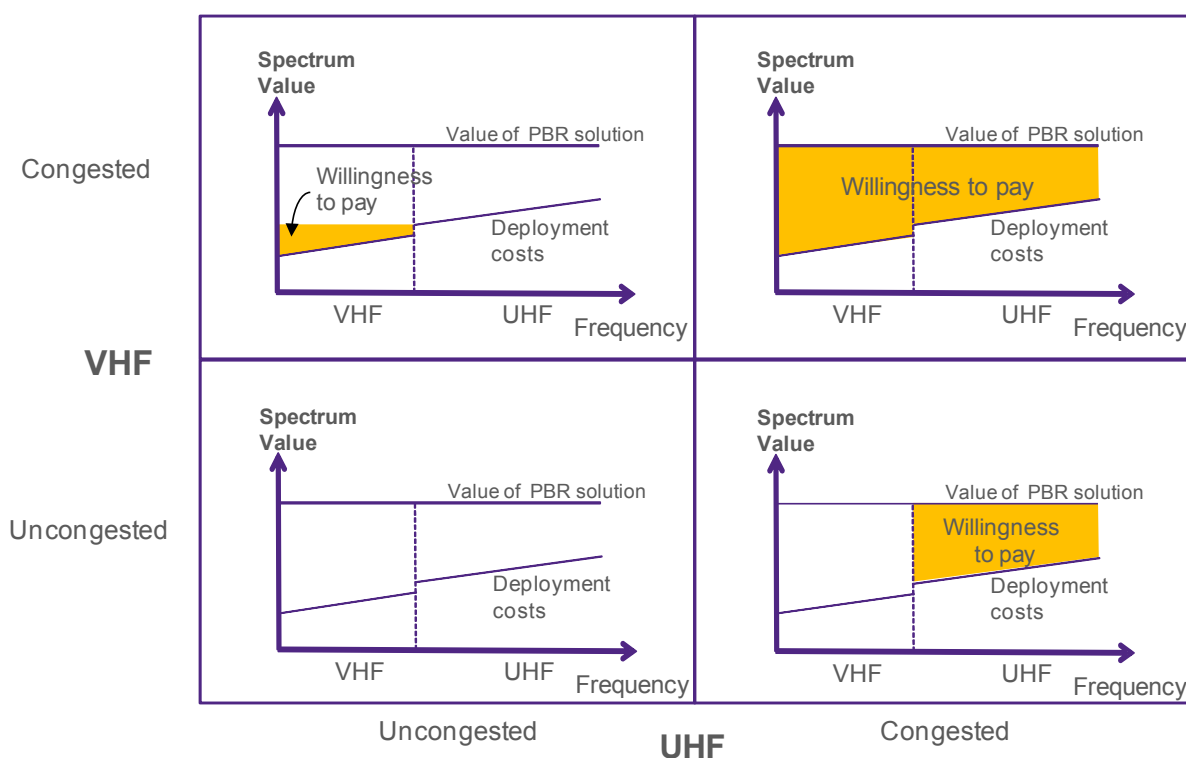 Spectrum
Value
Value of PBR solution
Willingness
to pay
Deployment
costs
VHF
UHF
Frequency
Spectrum
Value
Value of PBR solution
Willingness to pay
Deployment
costs
VHF
UHF
Frequency
Congested
VHF
Spectrum
Value
Value of PBR solution
Deployment
costs
VHF
UHF
Frequency
Spectrum
Value
Value of PBR solution
Willingness
to pay
Deployment
costs
VHF
UHF
Frequency
Uncongested
Uncongested
UHF
Congested